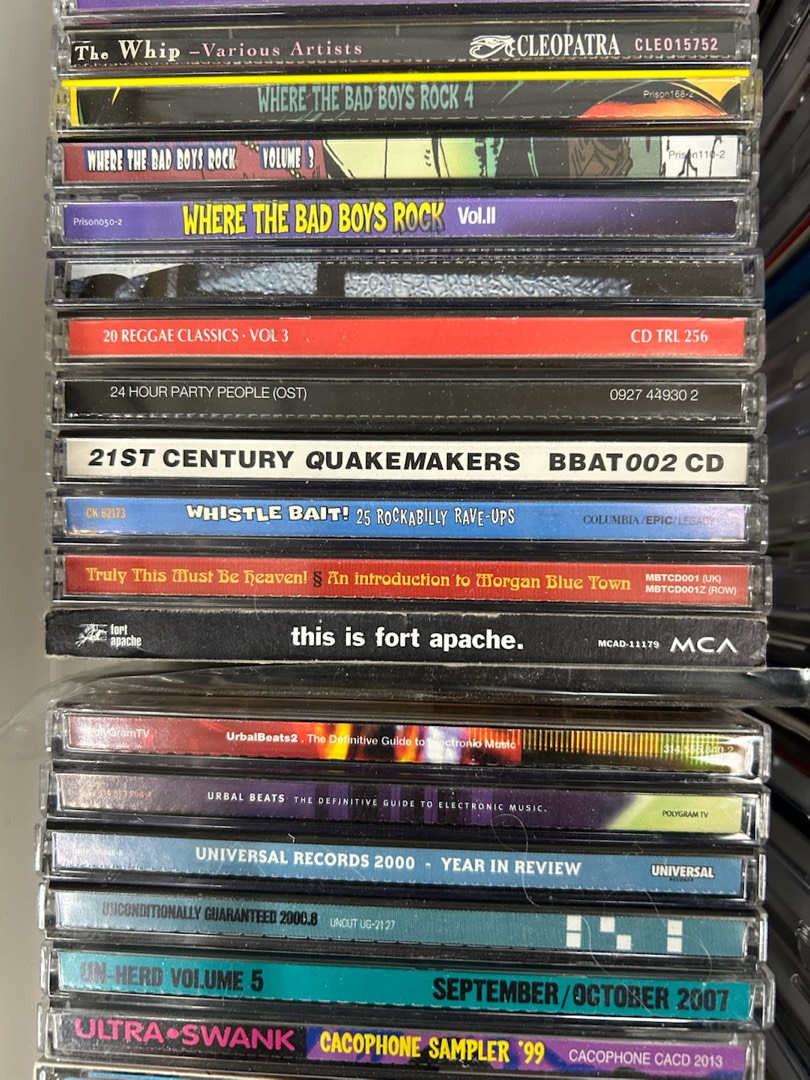 The Whip – Various Artists CLEOPATRA CLEO15752
WHERE THE BAD BOYS ROCK 4 Prison168-2
WHERE THE BAD BOYS ROCK VOLUME 3 Prison110-2
Prison050-2 WHERE THE BAD BOYS ROCK Vol.II
20 REGGAE CLASSICS · VOL 3 CD TRL 256
24 HOUR PARTY PEOPLE (OST) 0927 44930 2
21ST CENTURY QUAKEMAKERS BBAT002 CD
CK 62173 WHISTLE BAIT! 25 ROCKABILLY RAVE-UPS COLUMBIA/EPIC/LEGACY
Truly This Must Be Heaven! § An introduction to Morgan Blue Town MBTCD001 (UK)
MBTCD001Z (ROW)
fort apache this is fort apache. MCAD-11179 MCA
PolyGramTV UrbalBeats2. The Definitive Guide to Electronic Music
URBAL BEATS THE DEFINITIVE GUIDE TO ELECTRONIC MUSIC. POLYGRAM TV
UNIVERSAL RECORDS 2000 - YEAR IN REVIEW UNIVERSAL
UNCONDITIONALLY GUARANTEED 2000.8 UNCUT UG-21 27
UN-HERD VOLUME 5 SEPTEMBER/OCTOBER 2007
ULTRA•SWANK CACOPHONE SAMPLER '99 CACOPHONE CACD 2013